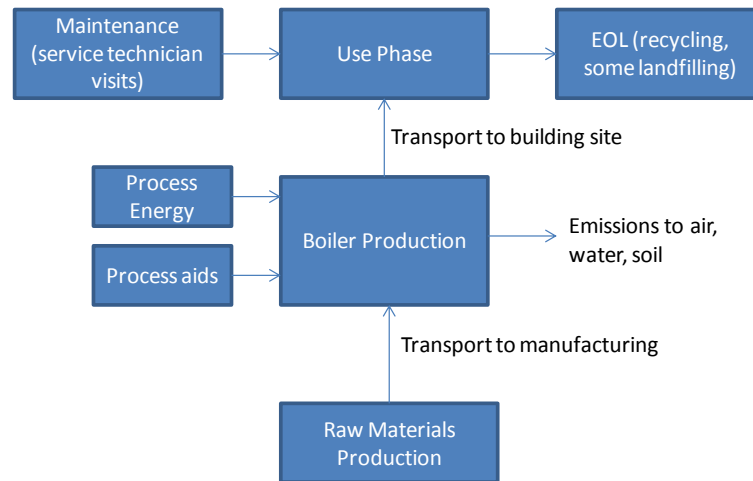 Maintenance
(service technician
visits)
Use Phase
EOL (recycling,
some landfilling)
Transport to building site
Process
Energy
Boiler Production
Emissions to air,
water, soil
Process aids
Transport to manufacturing
Raw Materials
Production